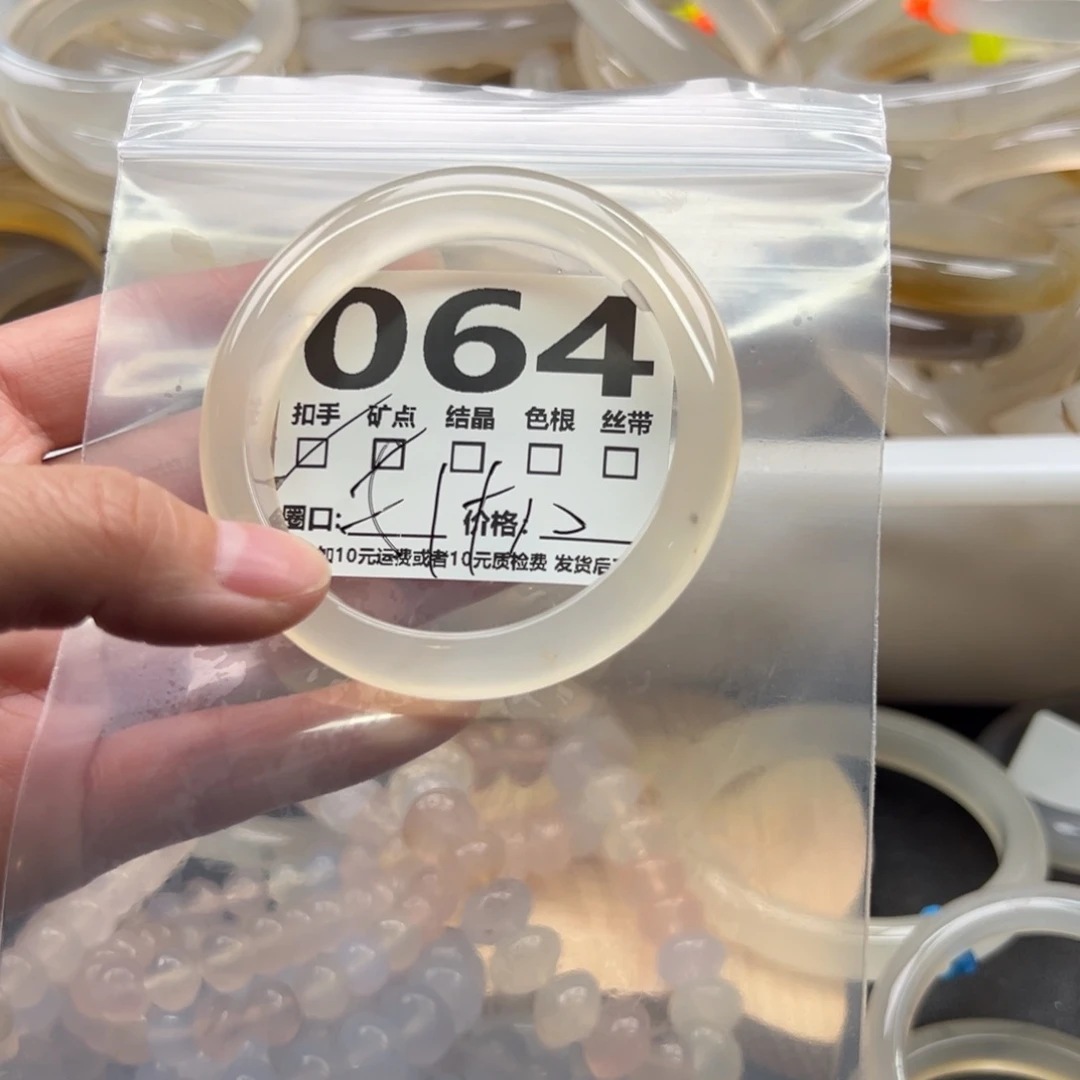 064
扣手 矿点 结晶 色根 丝带
圈口: 价格:
加10元运费或者10元质检费 发货后